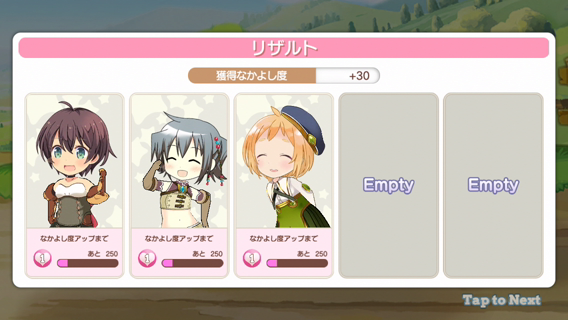 リザルト
獲得なかよし度 +30
なかよし度アップまで
1 あと 250
なかよし度アップまで
1 あと 250
なかよし度アップまで
1 あと 250
Empty
Empty
Tap to Next